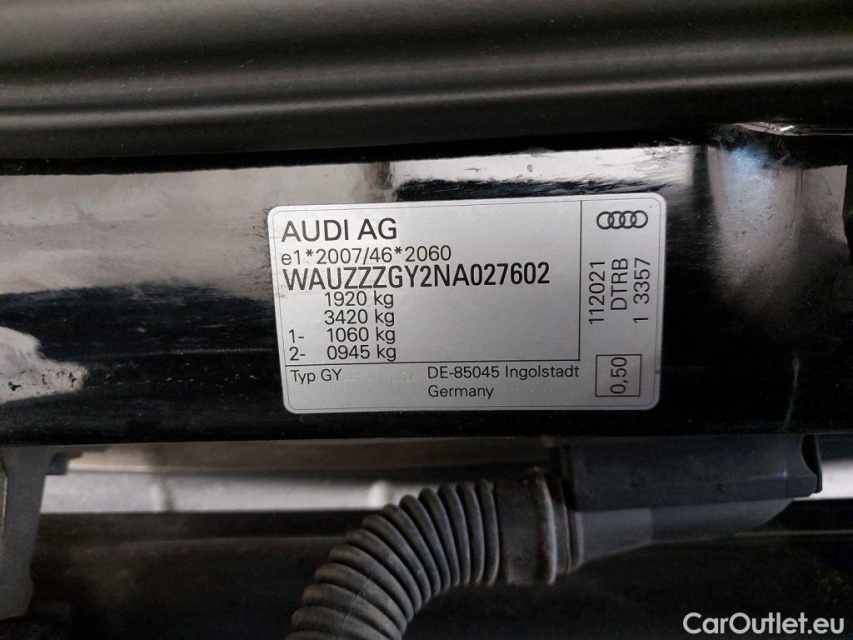 AUDI AG
e1*2007/46*2060
WAUZZZGY2NA027602
1920 kg
3420 kg
1- 1060 kg
2- 0945 kg
Typ GY
DE-85045 Ingolstadt
Germany
112021
DTRB
1 3357
0,50
CarOutlet.eu